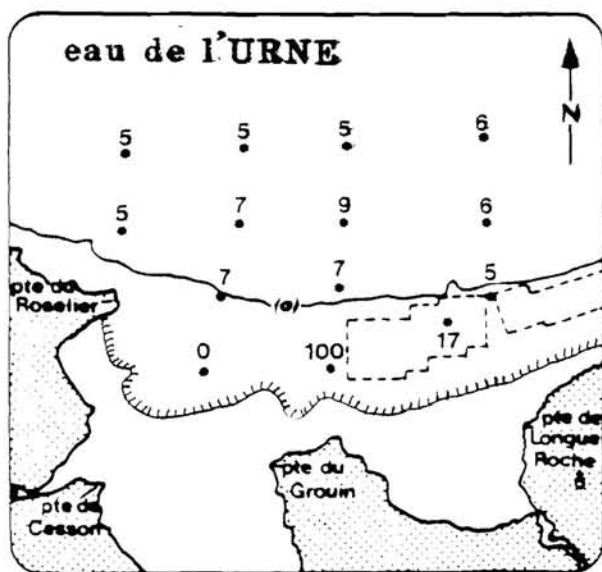 eau de l'URNE
N
5 5 5 6
5 7 9 6
7 7 5
(a)
pte du
Roselier
0 100 17
pte du
Grouin
pte de
Longue
Roche
pte de
Cesson